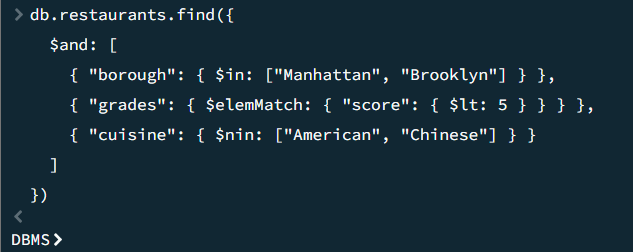 > db.restaurants.find({
$and: [
{ "borough": { $in: ["Manhattan", "Brooklyn"] } },
{ "grades": { $elemMatch: { "score": { $lt: 5 } } } },
{ "cuisine": { $nin: ["American", "Chinese"] } }
]
})
<
DBMS>